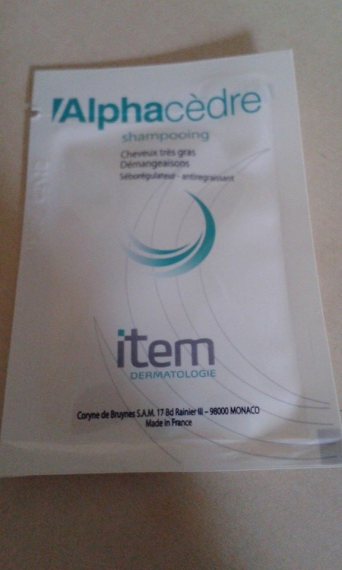 Alphacèdre
shampooing
Cheveux très gras
Démangeaisons
Séborégulateur - antiregraissant
item
DERMATOLOGIE
Coryne de Bruynes S.A.M. 17 Bd Rainier III – 98000 MONACO
Made in France